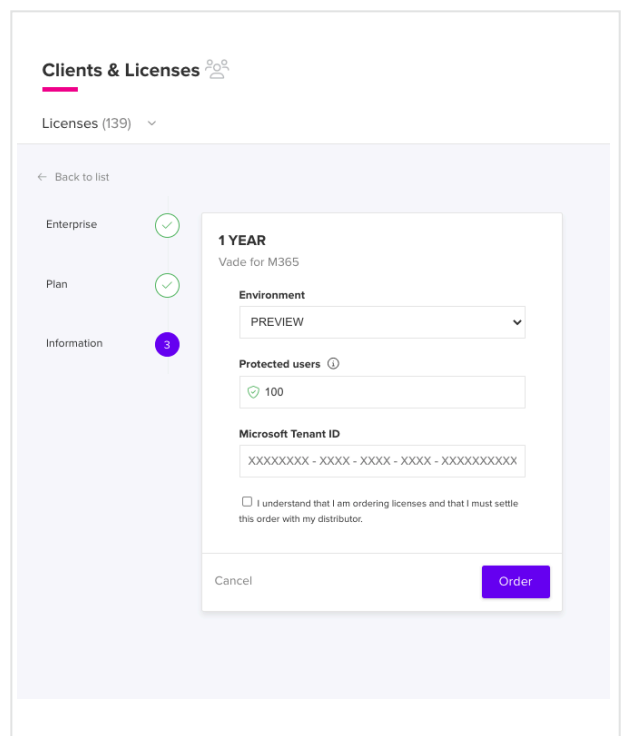 Clients & Licenses
Licenses (139)
Back to list
Enterprise
Plan
Information
3
1 YEAR
Vade for M365
Environment
PREVIEW
Protected users
100
Microsoft Tenant ID
XXXXXXXX - XXXX - XXXX - XXXX - XXXXXXXXXX
I understand that I am ordering licenses and that I must settle
this order with my distributor.
Cancel
Order